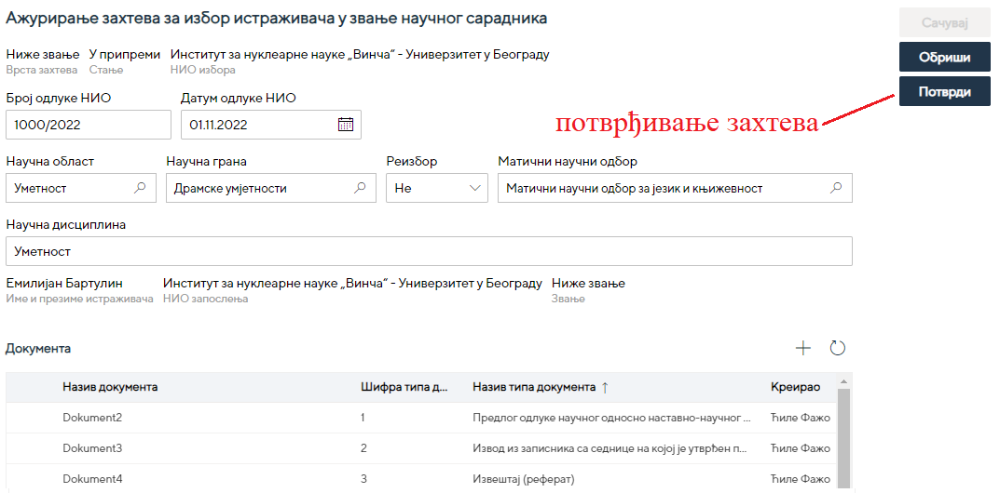 Ажурирање захтева за избор истраживача у звање научног сарадника
Сачувај
Обриши
Потврди
Ниже звање У припреми Институт за нуклеарне науке „Винча“ - Универзитет у Београду
Врста захтева Стање НИО избора
Број одлуке НИО Датум одлуке НИО
1000/2022 01.11.2022
потврђивање захтева
Научна област Научна грана Реизбор Матични научни одбор
Уметност Драмске умјетности Не Матични научни одбор за језик и књижевност
Научна дисциплина
Уметност
Емилијан Бартулин Институт за нуклеарне науке „Винча“ - Универзитет у Београду Ниже звање
Име и презиме истраживача НИО запослења Звање
Документа
Назив документа Шифра типа д... Назив типа документа ↑ Креирао
Dokument2 1 Предлог одлуке научног односно наставно-научног ... Ћиле Фажо
Dokument3 2 Извод из записника са седнице на којој је утврђен п... Ћиле Фажо
Dokument4 3 Извештај (реферат) Ћиле Фажо